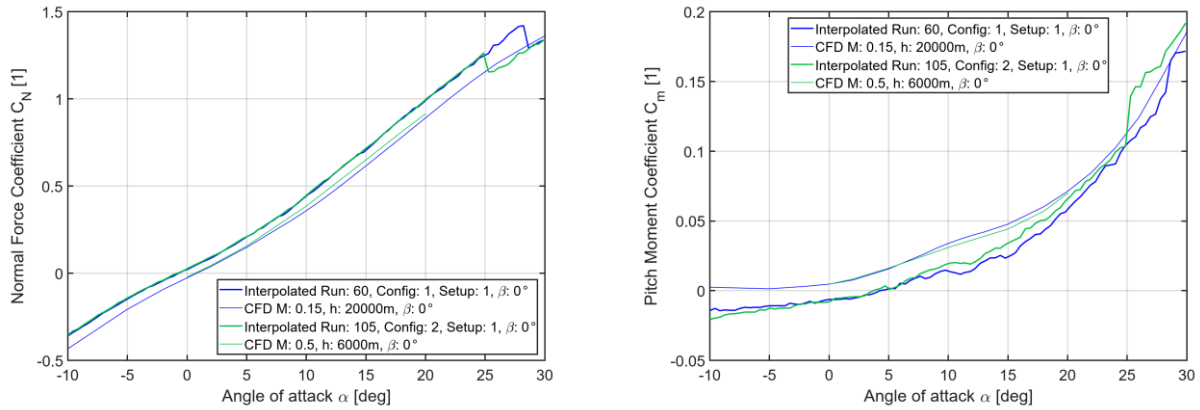 1.5
1
0.5
0
-0.5
-10
-5
0
5
10
15
20
25
30
Normal Force Coefficient C_N [1]
Angle of attack α [deg]
Interpolated Run: 60, Config: 1, Setup: 1, β: 0°
CFD M: 0.15, h: 20000m, β: 0°
Interpolated Run: 105, Config: 2, Setup: 1, β: 0°
CFD M: 0.5, h: 6000m, β: 0°
0.2
0.15
0.1
0.05
0
-0.05
-10
-5
0
5
10
15
20
25
30
Pitch Moment Coefficient C_m [1]
Angle of attack α [deg]
Interpolated Run: 60, Config: 1, Setup: 1, β: 0°
CFD M: 0.15, h: 20000m, β: 0°
Interpolated Run: 105, Config: 2, Setup: 1, β: 0°
CFD M: 0.5, h: 6000m, β: 0°